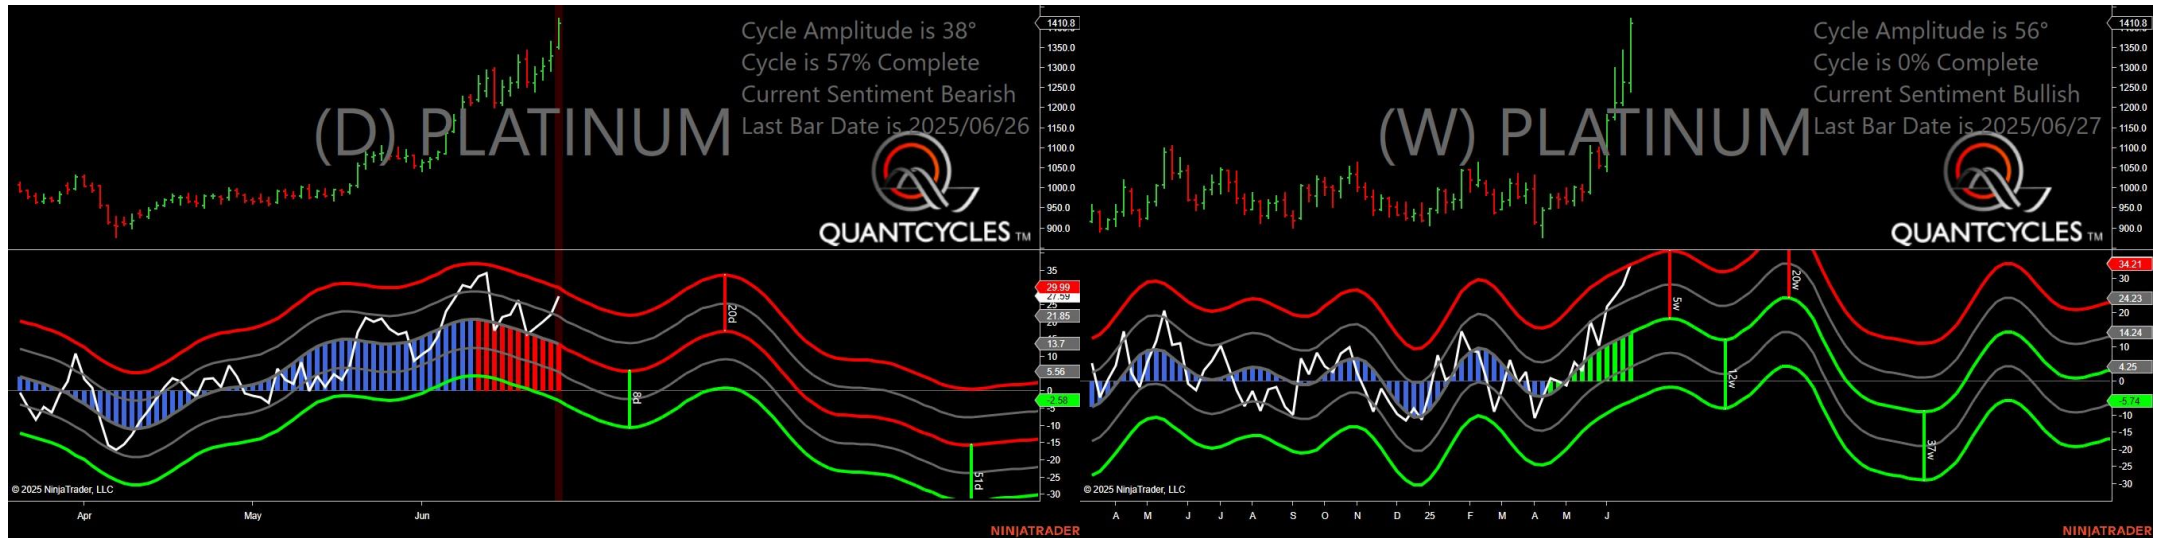 Cycle Amplitude is 38°
Cycle is 57% Complete
Current Sentiment Bearish
Last Bar Date is 2025/06/26
(D) PLATINUM
QUANTCYCLES TM
1410.8
1350.0
1300.0
1250.0
1200.0
1150.0
1100.0
1050.0
1000.0
950.0
900.0
35
29.99
27.59
25
21.85
20
13.7
10
5.56
0
-2.58
-5
-10
-15
-20
-25
-30
8d
20d
51d
© 2025 NinjaTrader, LLC
Apr
May
Jun
NINJATRADER
Cycle Amplitude is 56°
Cycle is 0% Complete
Current Sentiment Bullish
Last Bar Date is 2025/06/27
(W) PLATINUM
QUANTCYCLES TM
1410.8
1350.0
1300.0
1250.0
1200.0
1150.0
1100.0
1050.0
1000.0
950.0
900.0
34.21
30
24.23
20
14.24
10
4.25
0
-5.74
-10
-15
-20
-25
-30
5w
12w
20w
37w
© 2025 NinjaTrader, LLC
A M J J A S O N D 25 F M A M J
NINJATRADER